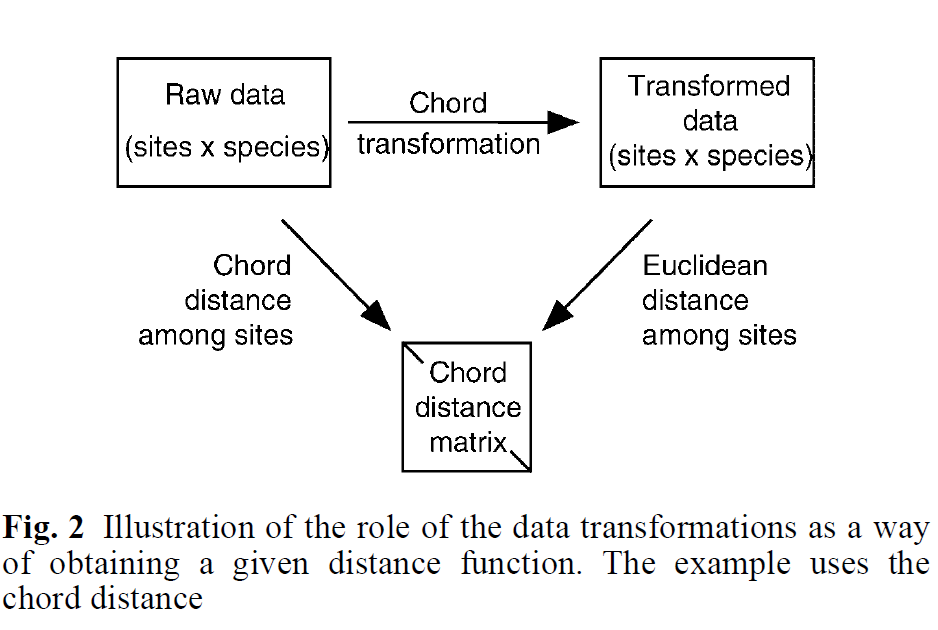 Raw data
(sites x species)
Chord
transformation
Transformed
data
(sites x species)
Chord
distance
among sites
Euclidean
distance
among sites
Chord
distance
matrix
Fig. 2 Illustration of the role of the data transformations as a way
of obtaining a given distance function. The example uses the
chord distance